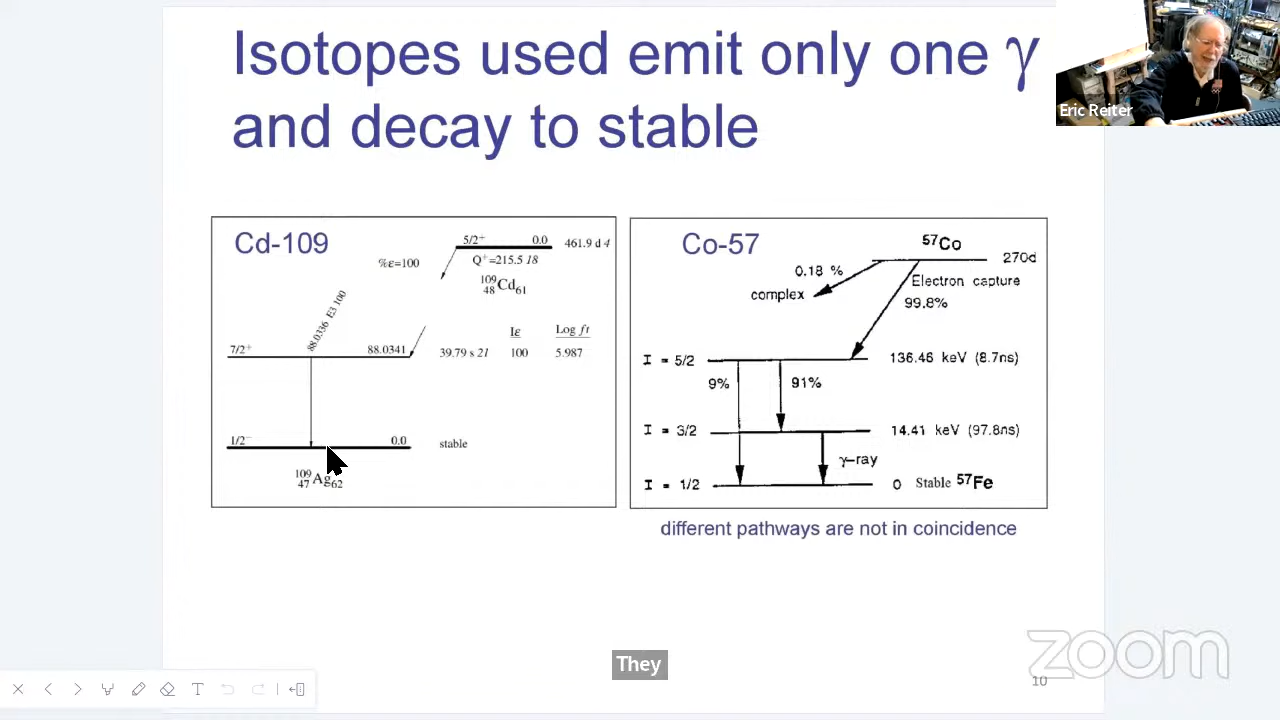 Isotopes used emit only one γ
and decay to stable
Eric Reiter
Cd-109
5/2⁺ 0.0 461.9 d 4
%ε=100
Q⁺=215.5 18
¹⁰⁹₄₈Cd₆₁
88.0336 E3 100
Iε Log ft
7/2⁺ 88.0341 39.79 s 21 100 5.987
1/2⁻ 0.0 stable
¹⁰⁹₄₇Ag₆₂
Co-57
⁵⁷Co
270d
0.18 %
complex
Electron capture
99.8%
I = 5/2 136.46 keV (8.7ns)
9% 91%
I = 3/2 14.41 keV (97.8ns)
γ-ray
I = 1/2 0 Stable ⁵⁷Fe
different pathways are not in coincidence
They
zoom
10
T